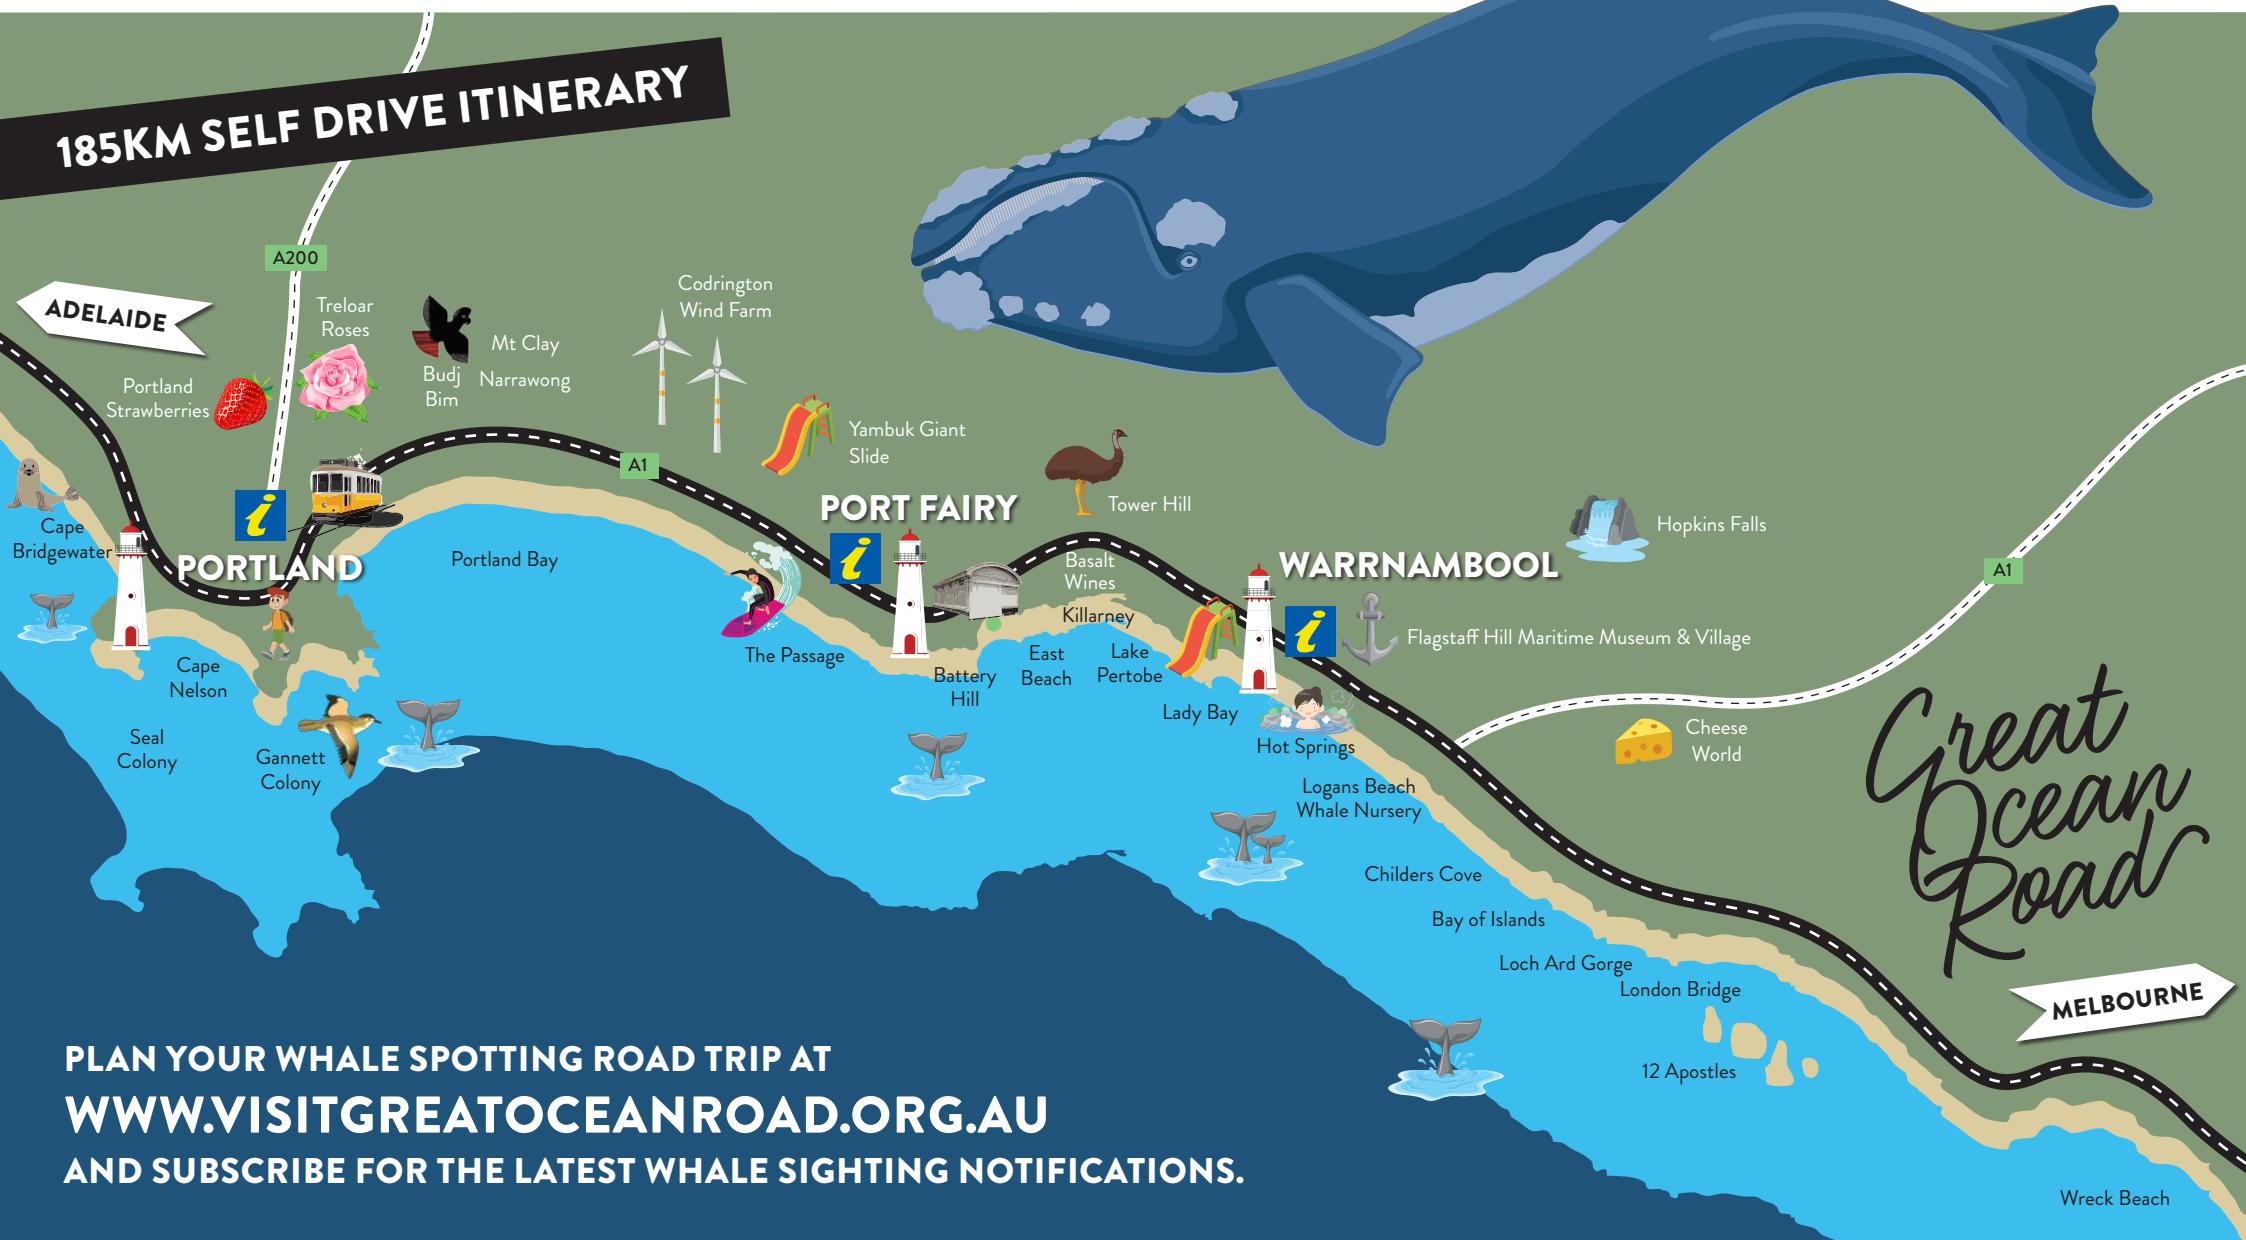 185KM SELF DRIVE ITINERARY
A200
ADELAIDE
Treloar
Roses
Portland
Strawberries
Budj
Bim
Mt Clay
Narrawong
Codrington
Wind Farm
A1
Yambuk Giant
Slide
PORT FAIRY
Tower Hill
Hopkins Falls
Cape
Bridgewater
i
PORTLAND
Portland Bay
i
Basalt
Wines
Killarney
WARRNAMBOOL
A1
i
Flagstaff Hill Maritime Museum & Village
The Passage
Battery
Hill
East
Beach
Lake
Pertobe
Lady Bay
Cape
Nelson
Seal
Colony
Gannett
Colony
Hot Springs
Cheese
World
Logans Beach
Whale Nursery
Great
Ocean
Road
Childers Cove
Bay of Islands
Loch Ard Gorge
London Bridge
12 Apostles
MELBOURNE
Wreck Beach
PLAN YOUR WHALE SPOTTING ROAD TRIP AT
WWW.VISITGREATOCEANROAD.ORG.AU
AND SUBSCRIBE FOR THE LATEST WHALE SIGHTING NOTIFICATIONS.